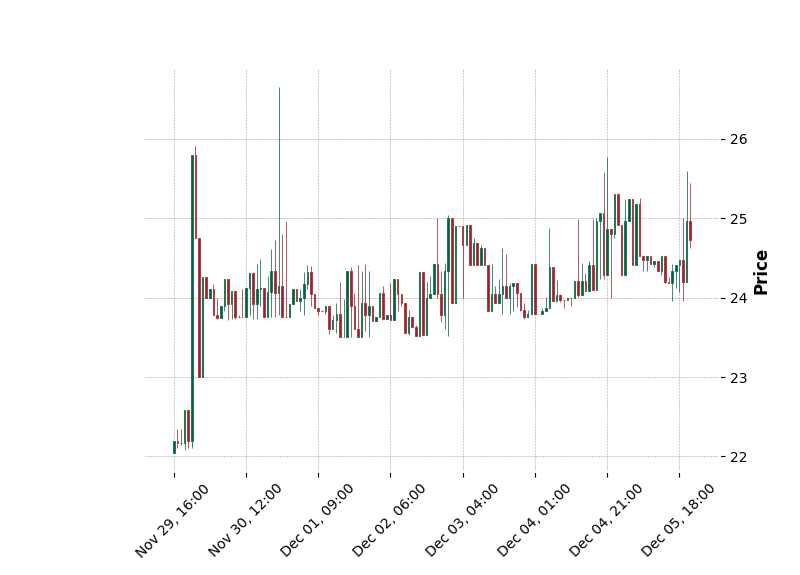 26
25
24
23
22
Price
Nov 29, 16:00
Nov 30, 12:00
Dec 01, 09:00
Dec 02, 06:00
Dec 03, 04:00
Dec 04, 01:00
Dec 04, 21:00
Dec 05, 18:00